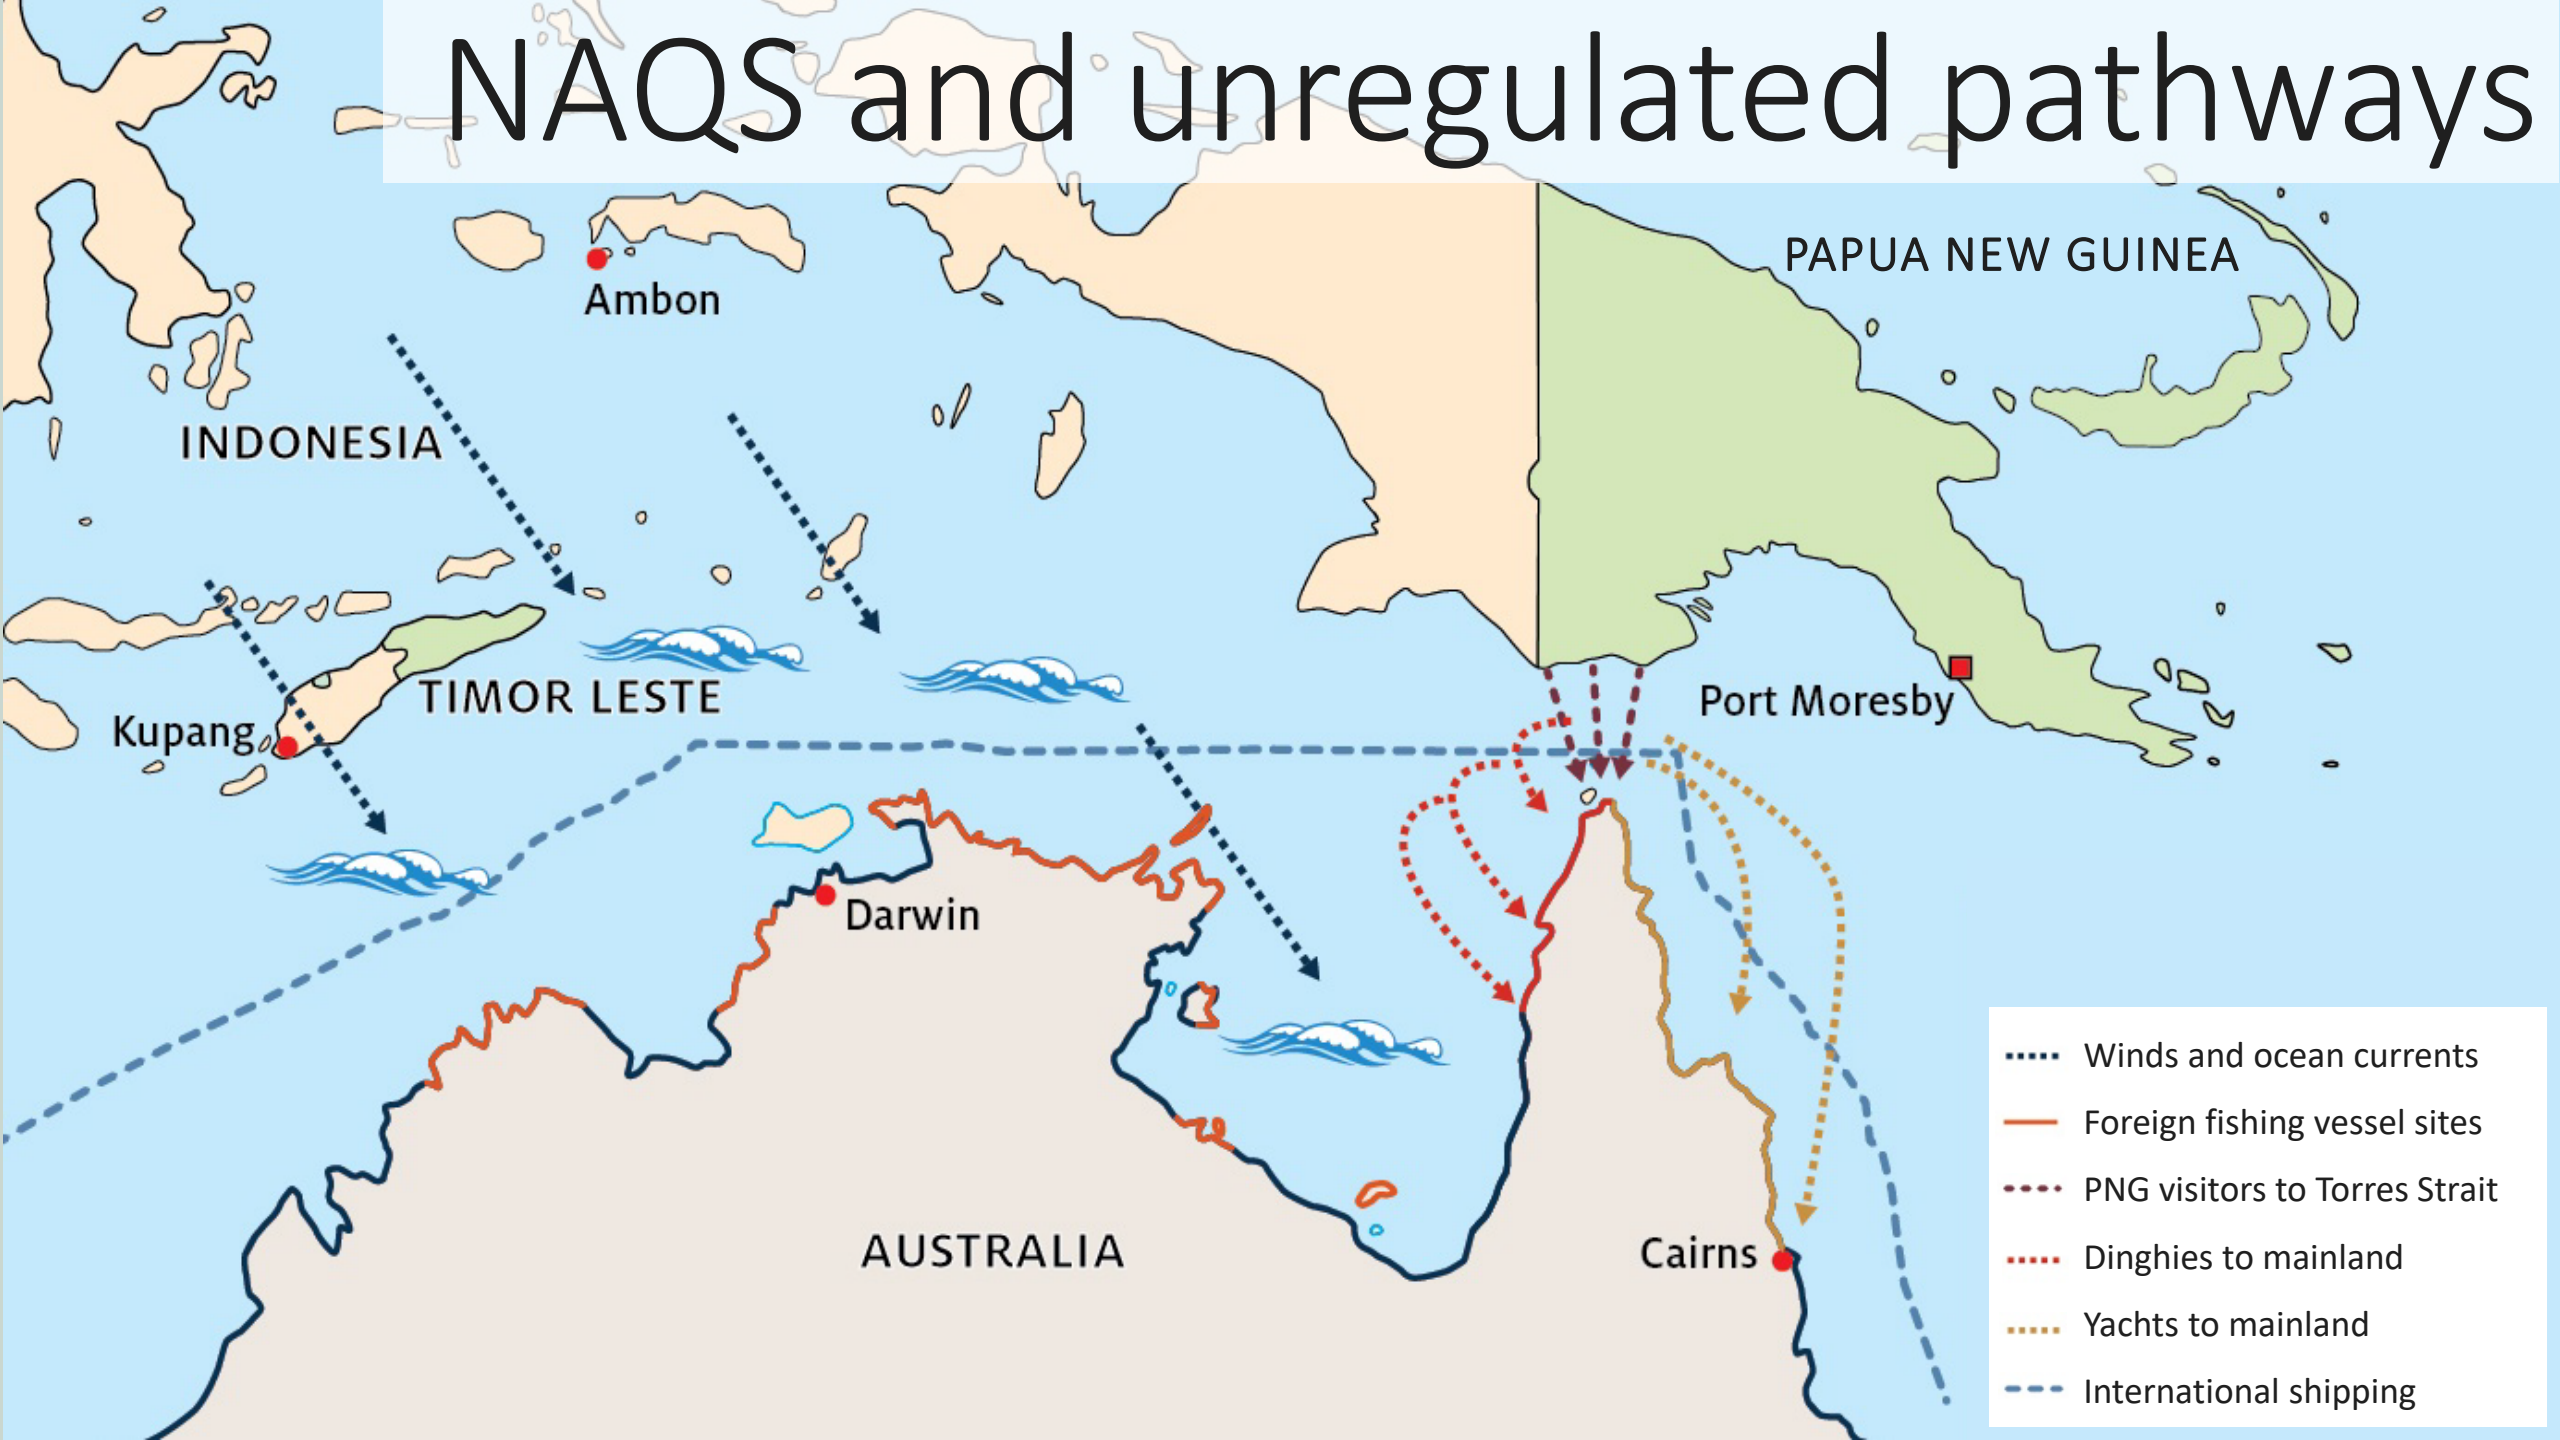 NAQS and unregulated pathways
PAPUA NEW GUINEA
Ambon
INDONESIA
TIMOR LESTE
Port Moresby
Kupang
Darwin
AUSTRALIA
Cairns
Winds and ocean currents
Foreign fishing vessel sites
PNG visitors to Torres Strait
Dinghies to mainland
Yachts to mainland
International shipping